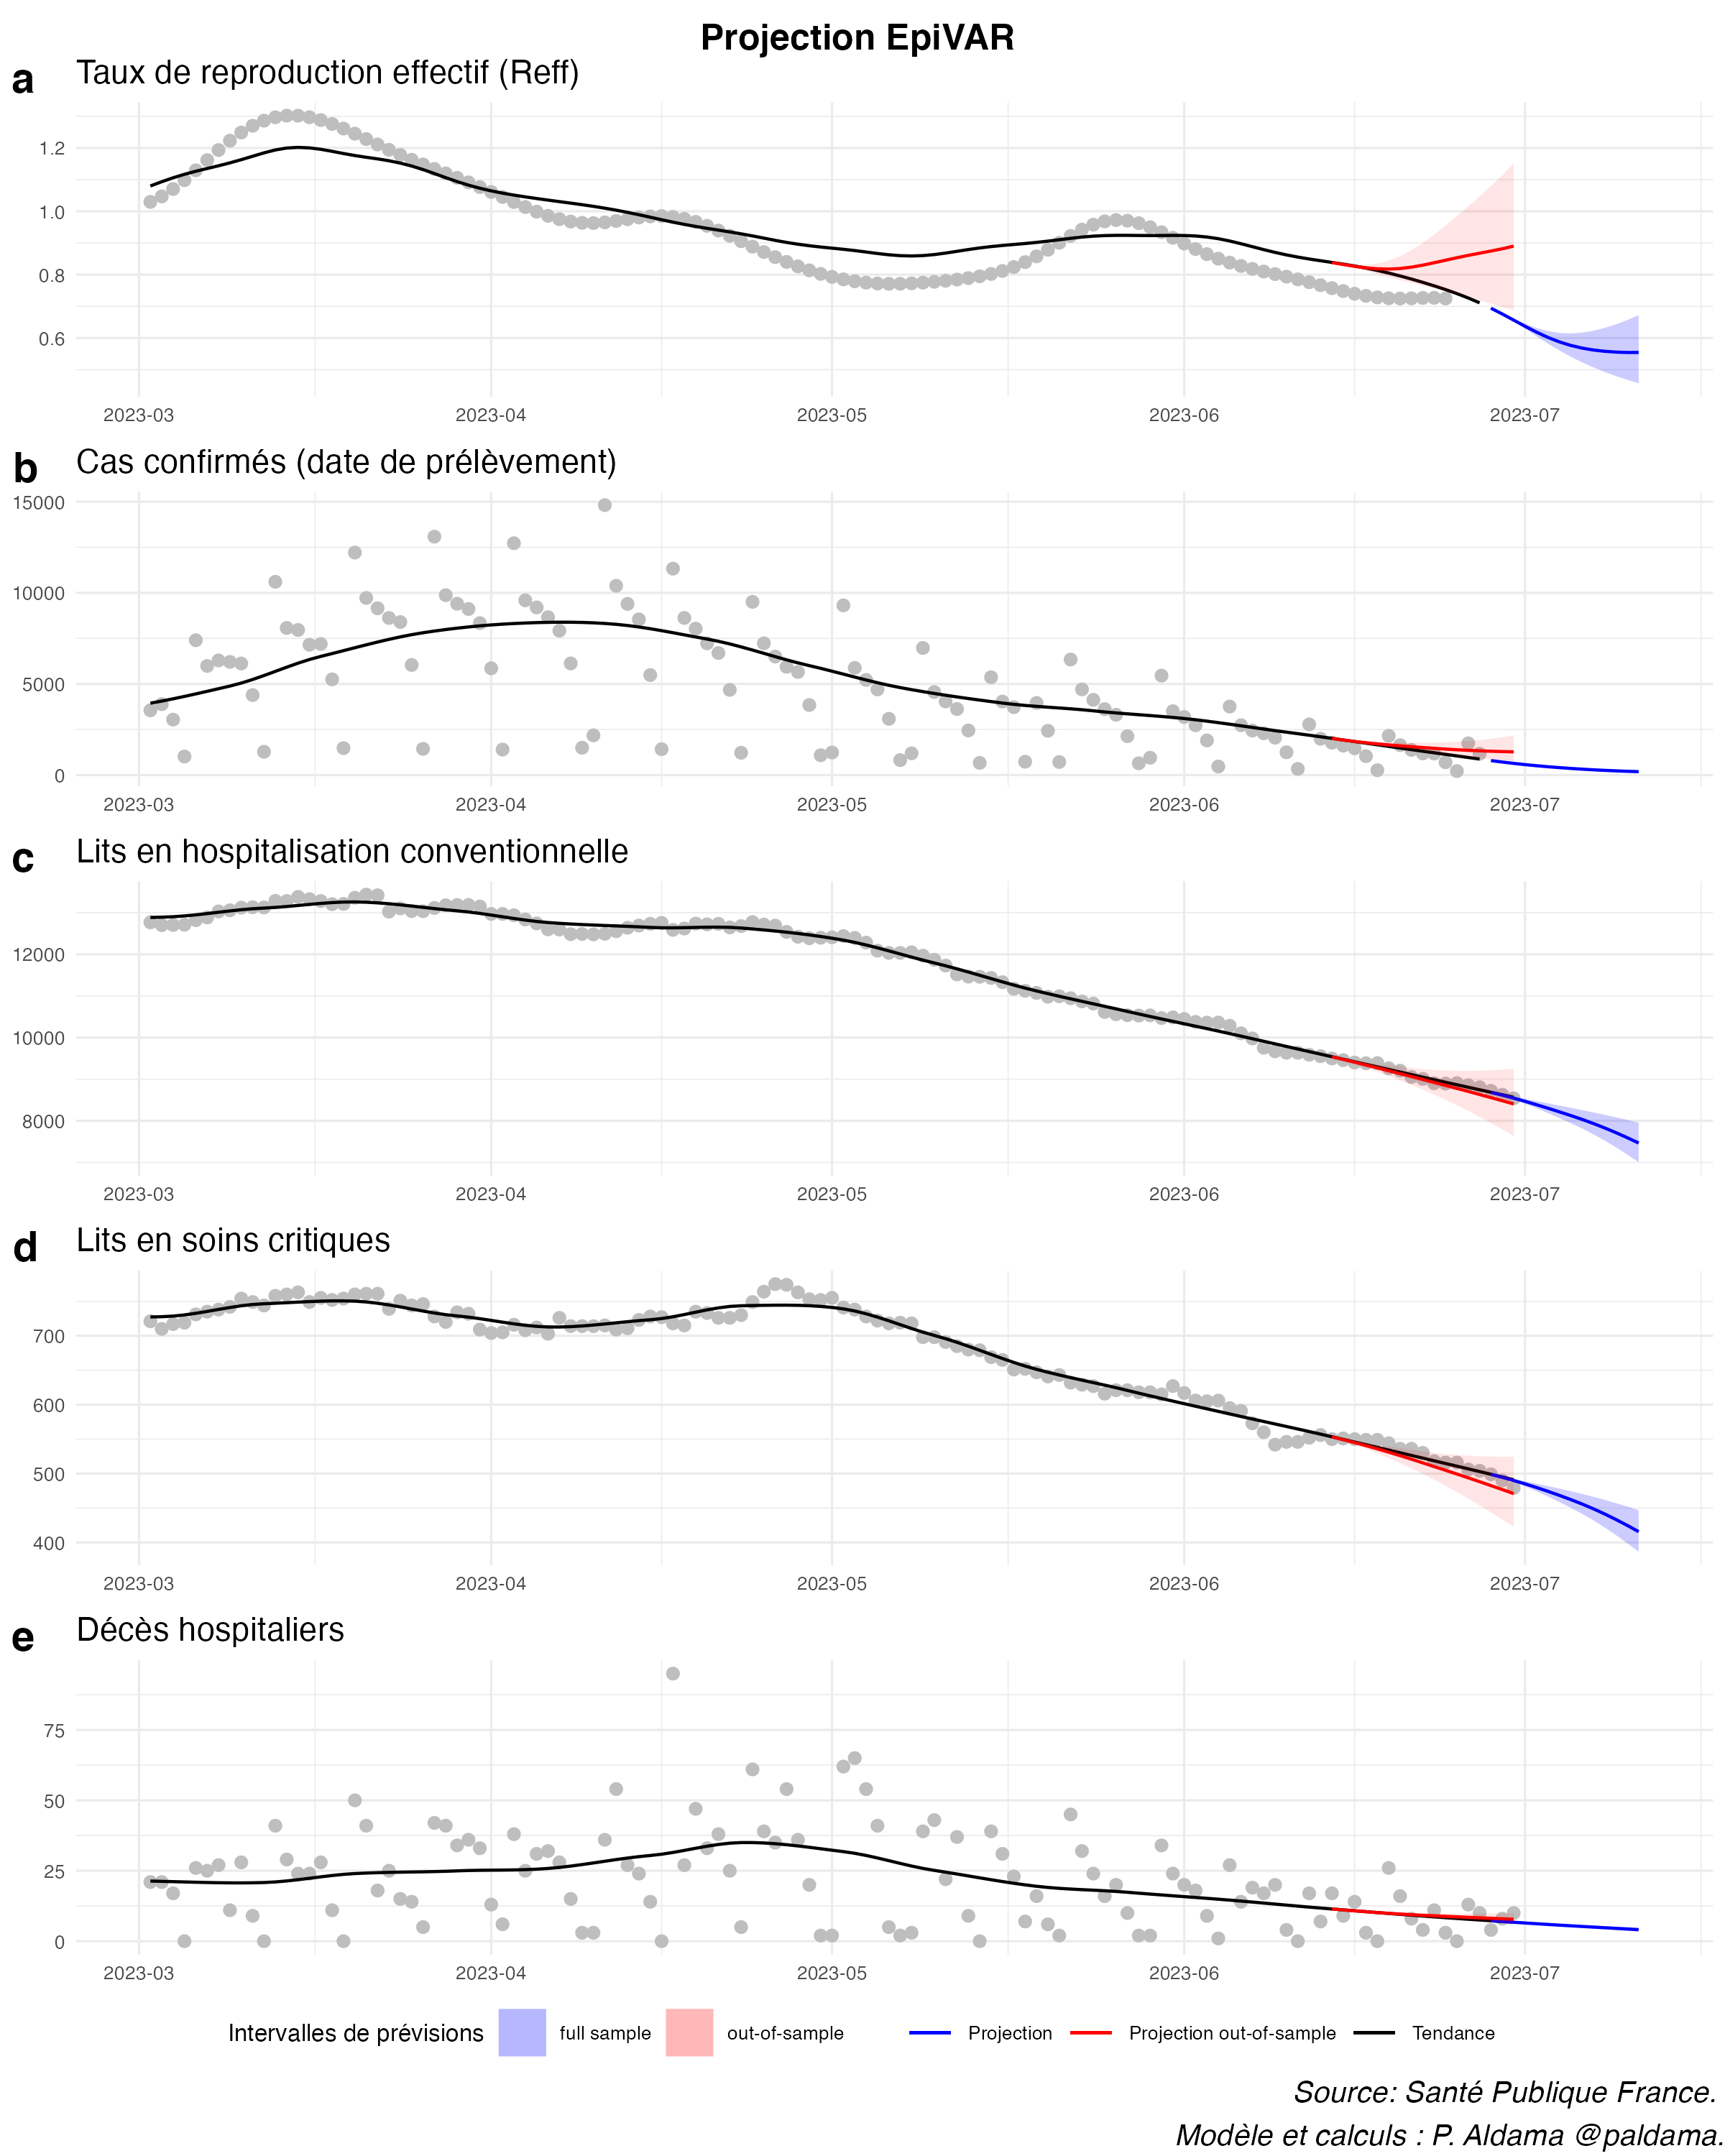 Projection EpiVAR
a Taux de reproduction effectif (Reff)
1.2
1.0
0.8
0.6
2023-03 2023-04 2023-05 2023-06 2023-07
b Cas confirmés (date de prélèvement)
15000
10000
5000
0
2023-03 2023-04 2023-05 2023-06 2023-07
c Lits en hospitalisation conventionnelle
12000
10000
8000
2023-03 2023-04 2023-05 2023-06 2023-07
d Lits en soins critiques
700
600
500
400
2023-03 2023-04 2023-05 2023-06 2023-07
e Décès hospitaliers
75
50
25
0
2023-03 2023-04 2023-05 2023-06 2023-07
Intervalles de prévisions full sample out-of-sample Projection Projection out-of-sample Tendance
Source: Santé Publique France.
Modèle et calculs : P. Aldama @paldama.